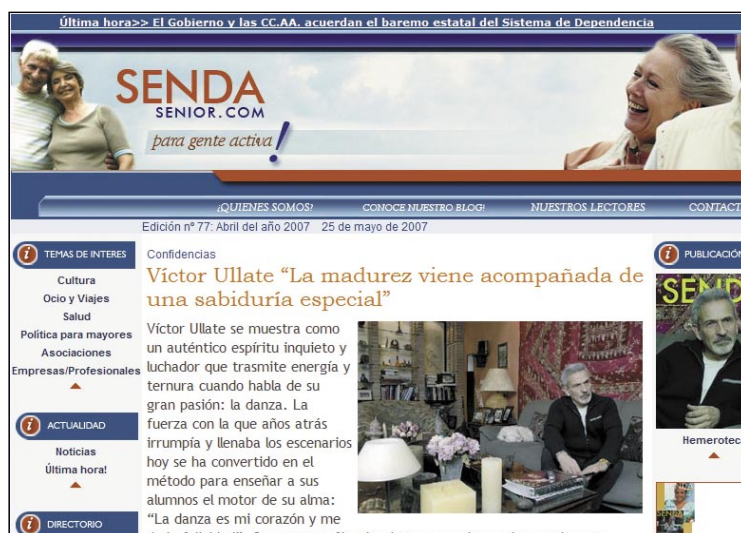 Última hora>> El Gobierno y las CC.AA. acuerdan el baremo estatal del Sistema de Dependencia
SENDA
SENIOR.COM
para gente activa!
¿QUIENES SOMOS?
CONOCE NUESTRO BLOG!
NUESTROS LECTORES
CONTACT
Edición nº 77: Abril del año 2007 25 de mayo de 2007
TEMAS DE INTERES
Cultura
Ocio y Viajes
Salud
Política para mayores
Asociaciones
Empresas/Profesionales
ACTUALIDAD
Noticias
Última hora!
DIRECTORIO
Confidencias
Víctor Ullate “La madurez viene acompañada de
una sabiduría especial”
Víctor Ullate se muestra como
un auténtico espíritu inquieto y
luchador que trasmite energía y
ternura cuando habla de su
gran pasión: la danza. La
fuerza con la que años atrás
irrumpía y llenaba los escenarios
hoy se ha convertido en el
método para enseñar a sus
alumnos el motor de su alma:
“La danza es mi corazón y me
PUBLICACIÓN
SEND
Hemeroteca